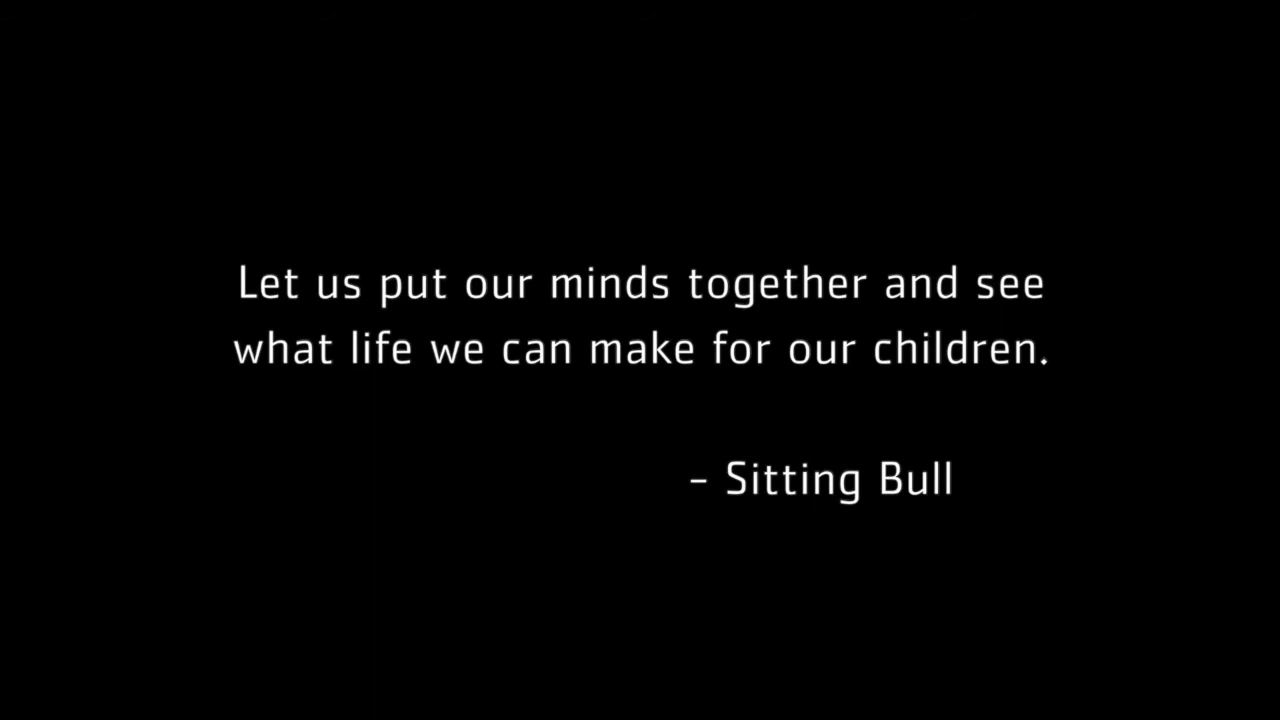 Let us put our minds together and see
what life we can make for our children.
- Sitting Bull